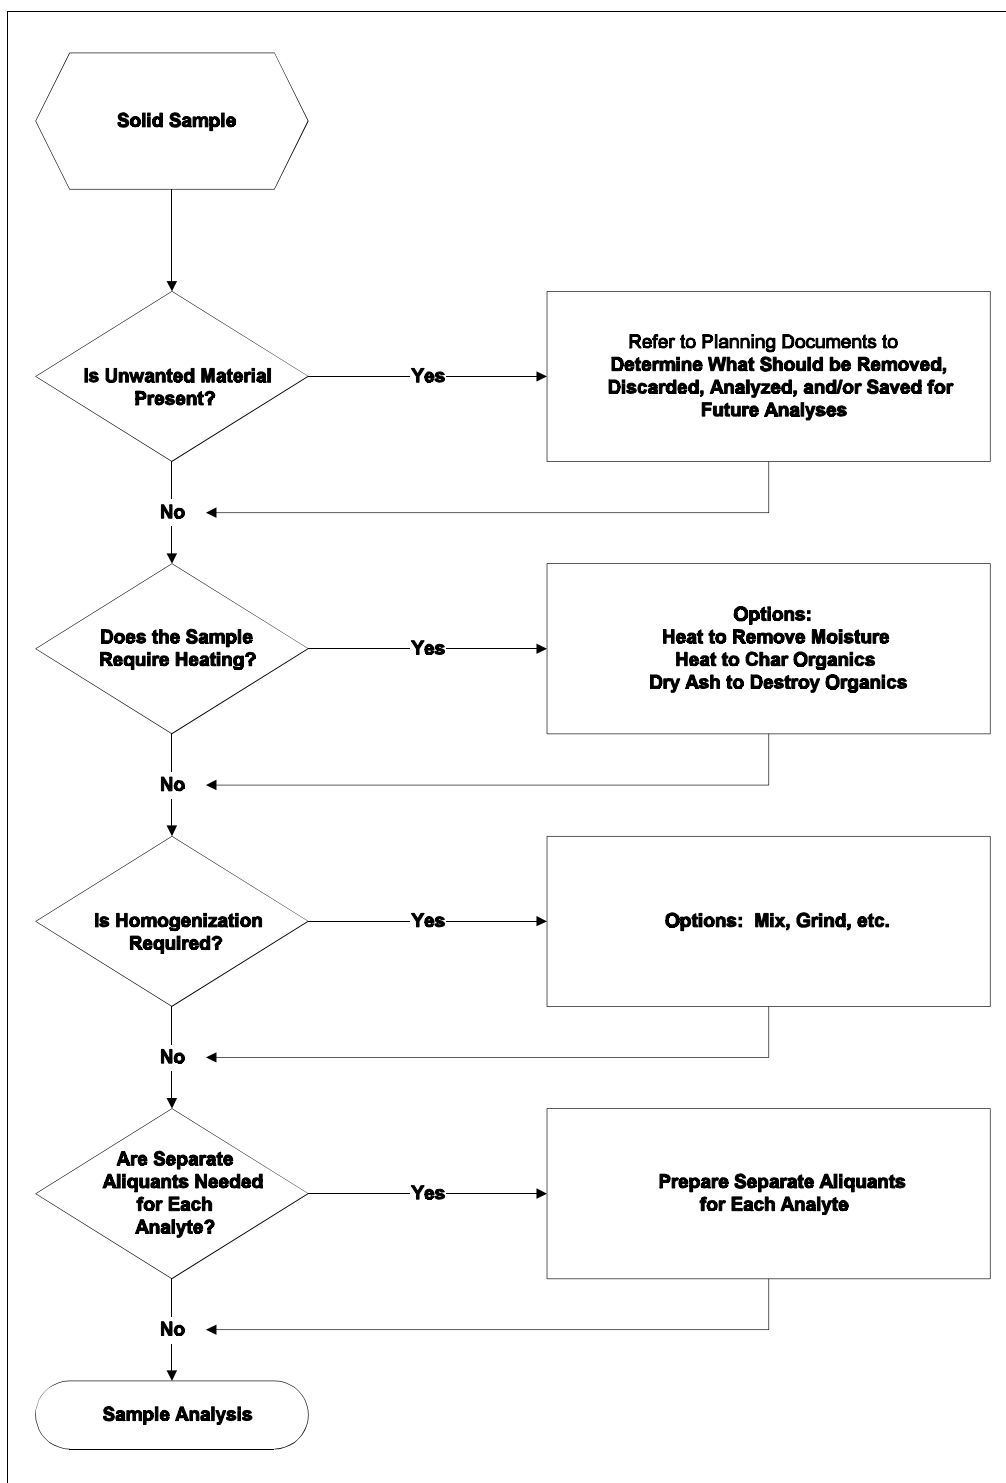 Solid Sample
Is Unwanted Material
Present?
Yes
Refer to Planning Documents to
Determine What Should be Removed,
Discarded, Analyzed, and/or Saved for
Future Analyses
No
Does the Sample
Require Heating?
Yes
Options:
Heat to Remove Moisture
Heat to Char Organics
Dry Ash to Destroy Organics
No
Is Homogenization
Required?
Yes
Options:  Mix, Grind, etc.
No
Are Separate
Aliquants Needed
for Each
Analyte?
Yes
Prepare Separate Aliquants
for Each Analyte
No
Sample Analysis